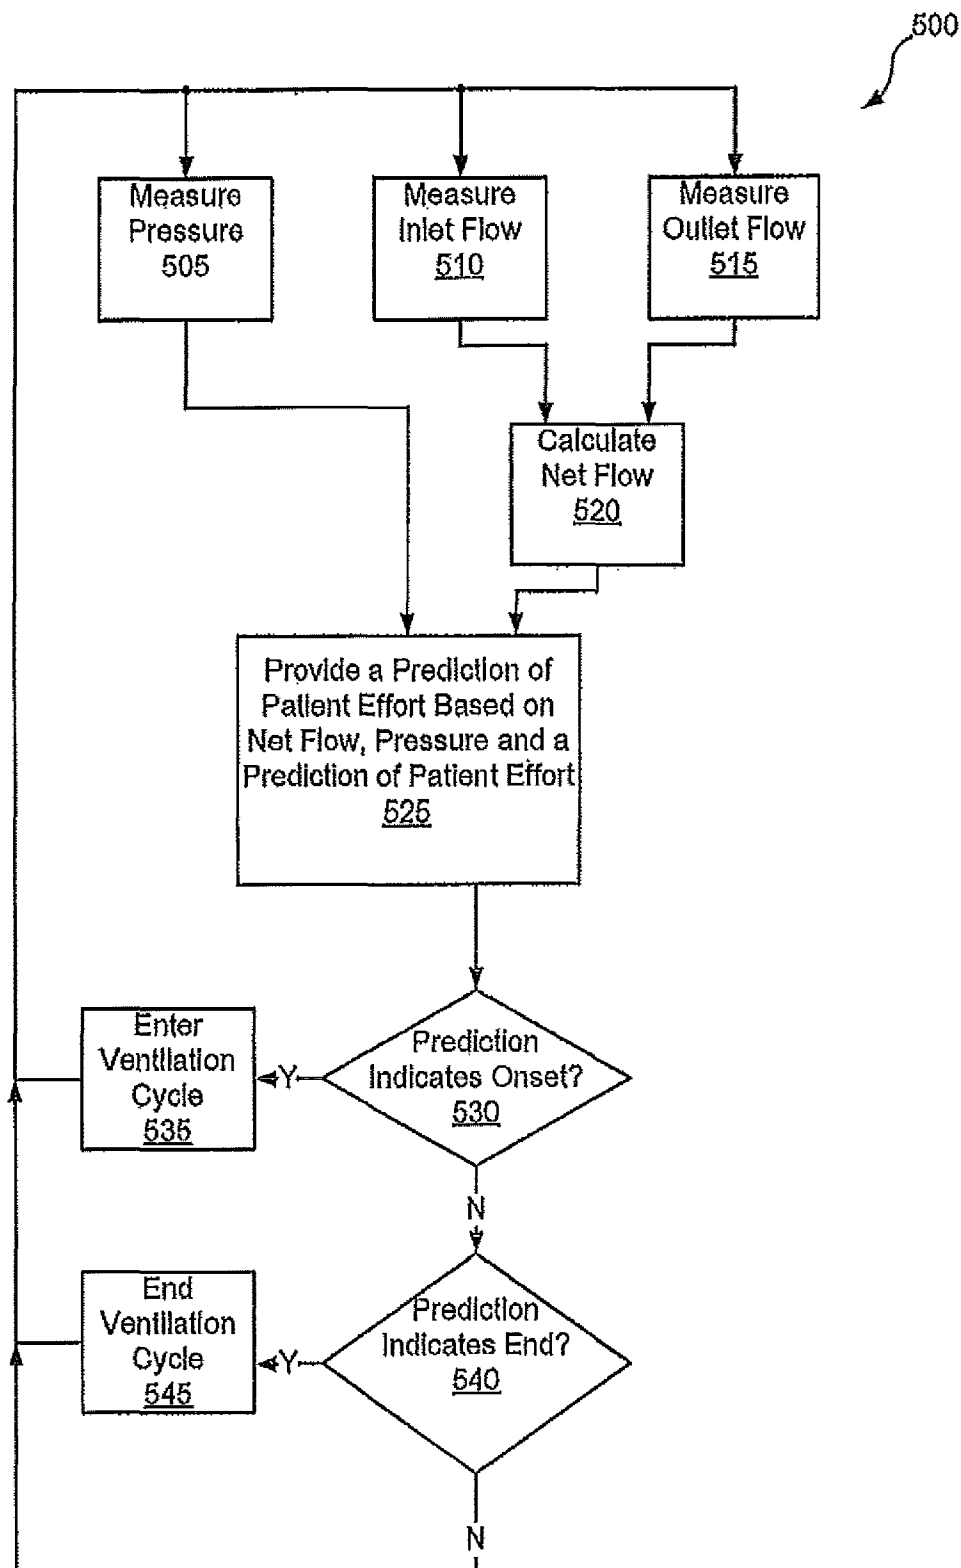 500
Measure
Pressure
505
Measure
Inlet Flow
510
Measure
Outlet Flow
515
Calculate
Net Flow
520
Provide a Prediction of
Patient Effort Based on
Net Flow, Pressure and a
Prediction of Patient Effort
525
Prediction
Indicates Onset?
530
Y
Enter
Ventilation
Cycle
535
N
Prediction
Indicates End?
540
Y
End
Ventilation
Cycle
545
N